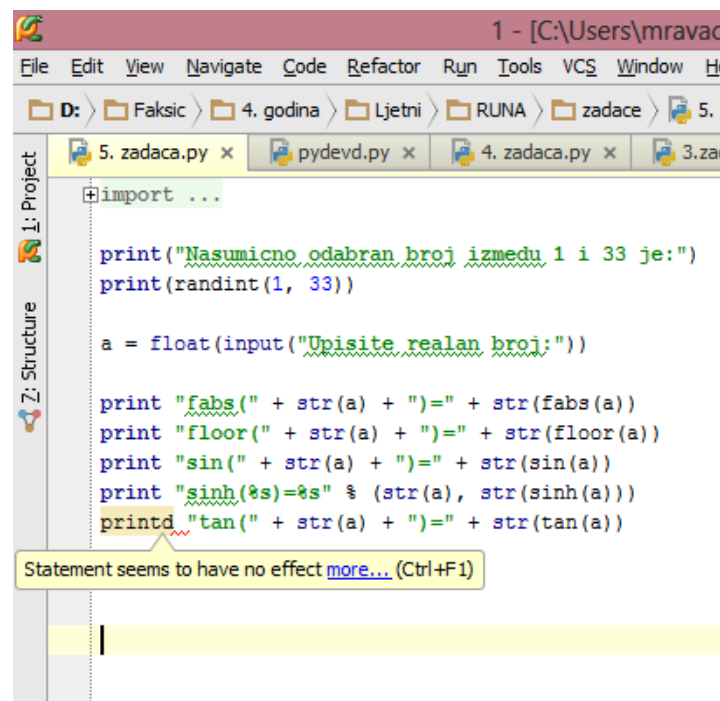 1 - [C:\Users\mravac
File Edit View Navigate Code Refactor Run Tools VCS Window
D: Faksic 4. godina Ljetni RUNA zadace 5.
5. zadaca.py × pydevd.py × 4. zadaca.py × 3.za
1: Project
Z: Structure
import ...
print("Nasumicno odabran broj izmedu 1 i 33 je:")
print(randint(1, 33))
a = float(input("Upisite realan broj:"))
print "fabs(" + str(a) + ")=" + str(fabs(a))
print "floor(" + str(a) + ")=" + str(floor(a))
print "sin(" + str(a) + ")=" + str(sin(a))
print "sinh(%s)=%s" % (str(a), str(sinh(a)))
printd "tan(" + str(a) + ")=" + str(tan(a))
Statement seems to have no effect more... (Ctrl+F1)